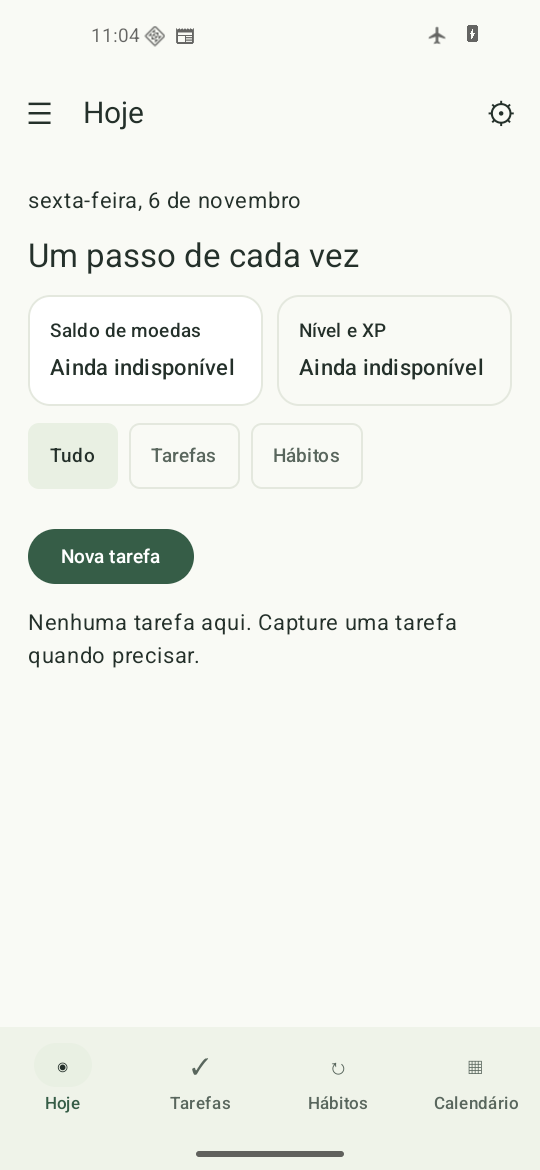 11:04
Hoje
sexta-feira, 6 de novembro
Um passo de cada vez
Saldo de moedas
Ainda indisponível
Nível e XP
Ainda indisponível
Tudo
Tarefas
Hábitos
Nova tarefa
Nenhuma tarefa aqui. Capture uma tarefa
quando precisar.
Hoje
Tarefas
Hábitos
Calendário